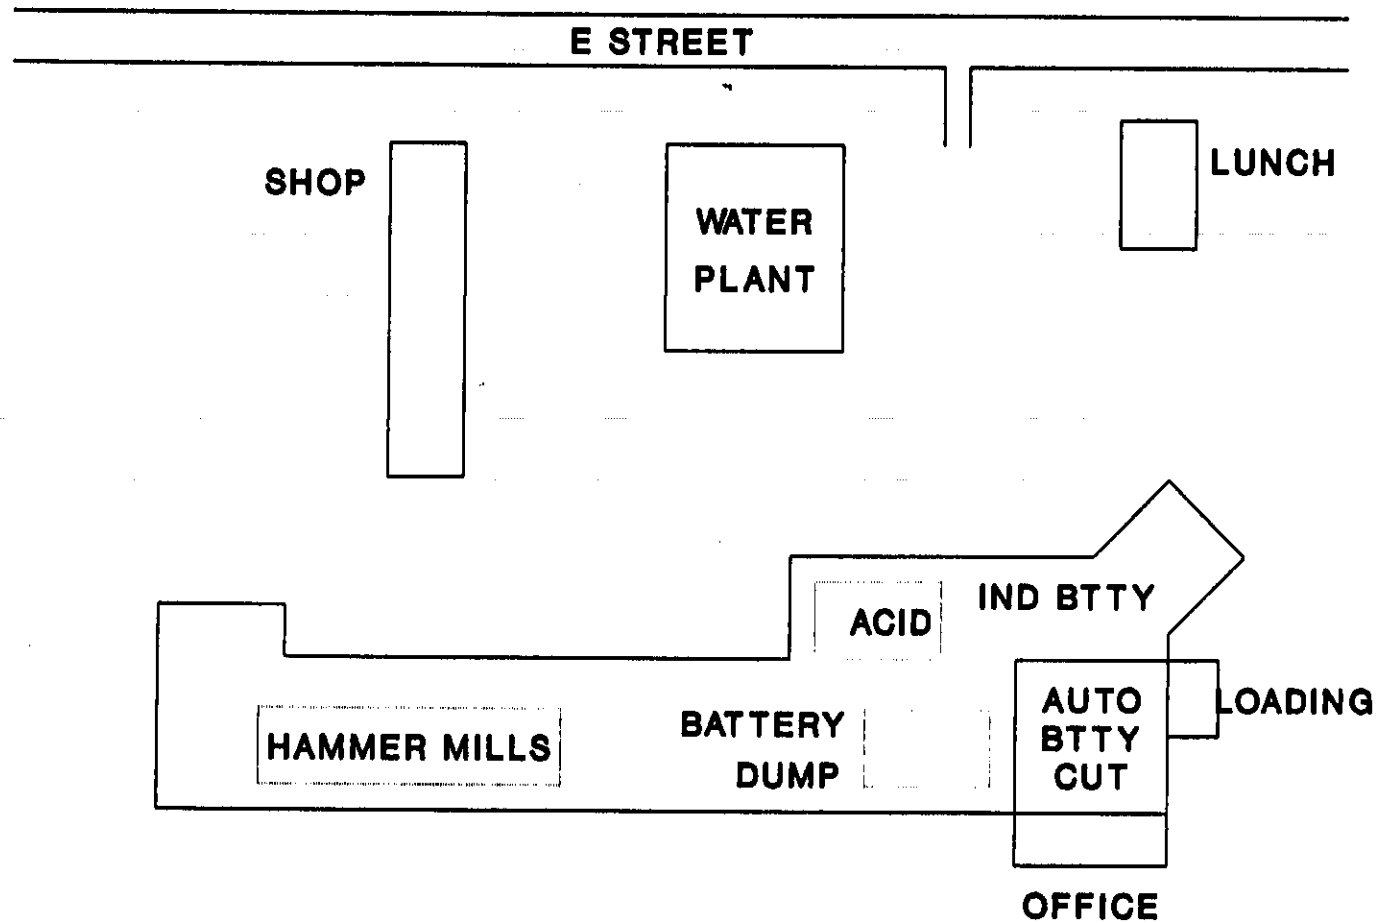 E STREET
SHOP
WATER
PLANT
LUNCH
IND BTTY
ACID
HAMMER MILLS
BATTERY
DUMP
AUTO
BTTY
CUT
LOADING
OFFICE